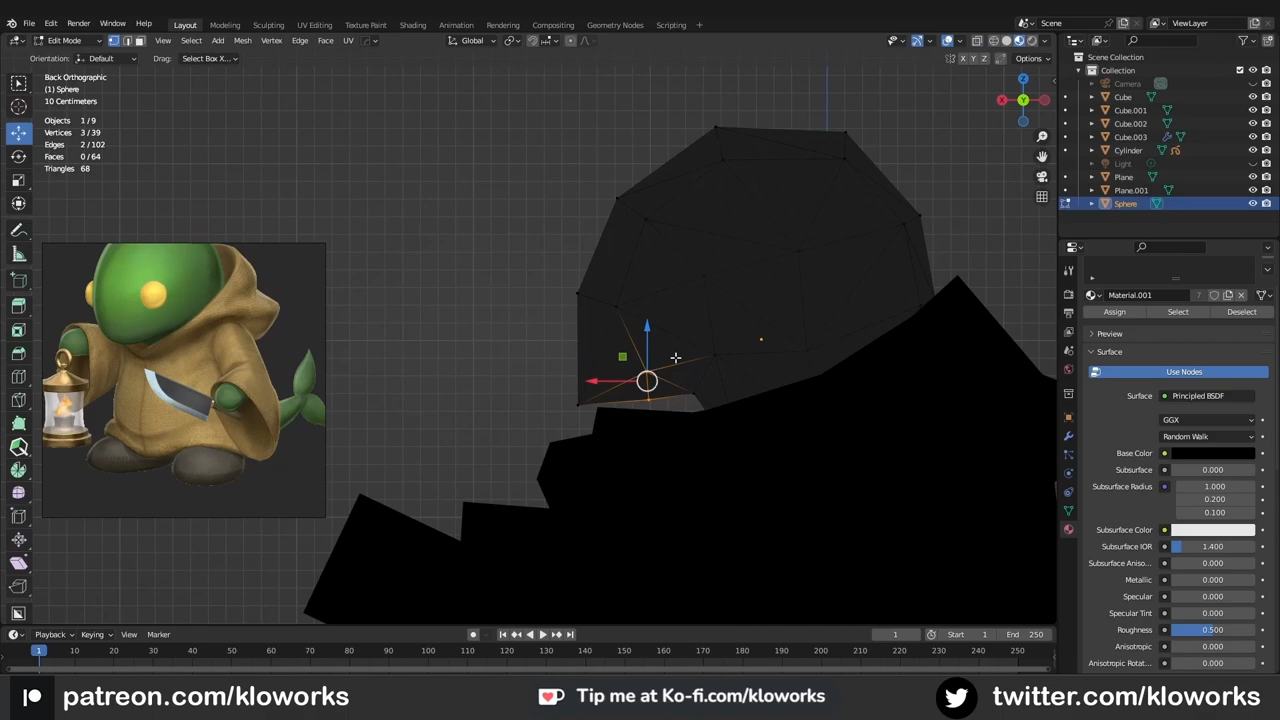 File Edit Render Window Help Layout Modeling Sculpting UV Editing Texture Paint Shading Animation Rendering Compositing Geometry Nodes Scripting + Scene ViewLayer
Edit Mode View Select Add Mesh Vertex Edge Face UV Global
Orientation: Default Drag: Select Box X... X Y Z Options
Back Orthographic
(1) Sphere
10 Centimeters
Objects 1/9
Vertices 3/39
Edges 2/102
Faces 0/64
Triangles 68
Z
X
Y
Scene Collection
Collection
Camera
Cube
Cube.001
Cube.002
Cube.003
Cylinder
Light
Plane
Plane.001
Sphere
Material.001 7
Assign Select Deselect
Preview
Surface
Use Nodes
Surface Principled BSDF
GGX
Random Walk
Base Color
Subsurface 0.000
Subsurface Radius 1.000
0.200
0.100
Subsurface Color
Subsurface IOR 1.400
Subsurface Aniso... 0.000
Metallic 0.000
Specular 0.000
Specular Tint 0.000
Roughness 0.500
Anisotropic 0.000
Anisotropic Rotat... 0.000
Playback Keying View Marker 1 Start 1 End 250
1 10 20 30 40 50 60 70 80 90 100 110 120 130 140 150 160 170 180 190 200 210 220 230 240 250
patreon.com/kloworks Tip me at Ko-fi.com/kloworks twitter.com/kloworks